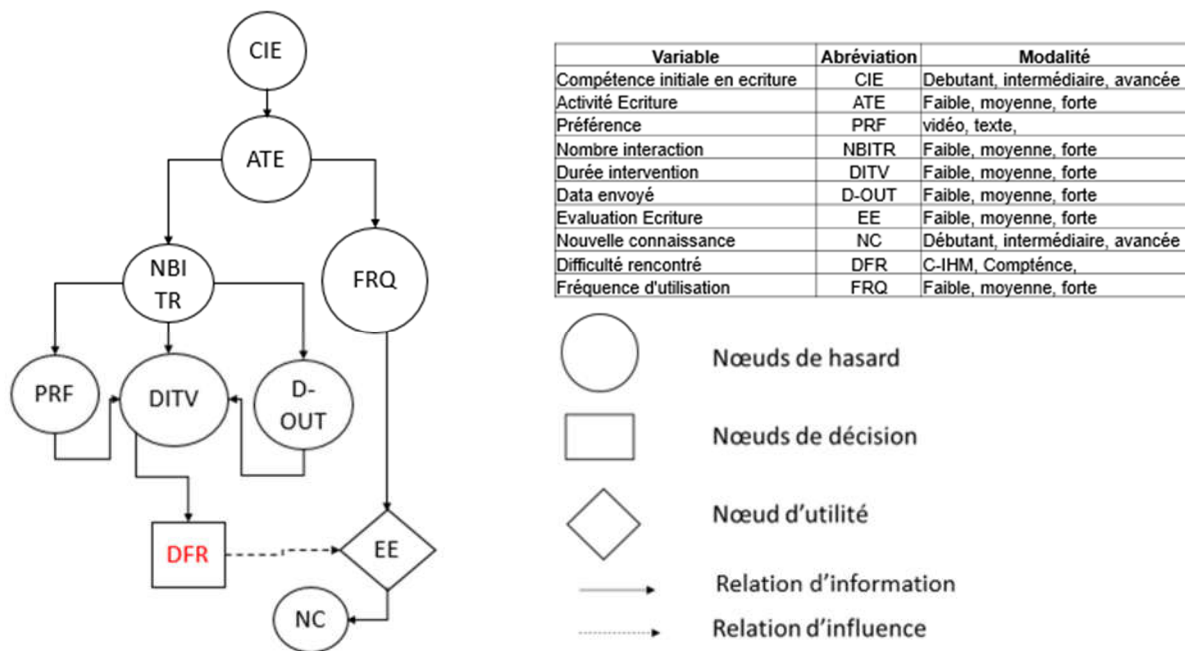 CIE
ATE
NBI
TR
FRQ
PRF
DITV
D-
OUT
DFR
EE
NC
Variable Abréviation Modalité
Compétence initiale en ecriture CIE Debutant, intermédiaire, avancée
Activité Ecriture ATE Faible, moyenne, forte
Préférence PRF vidéo, texte,
Nombre interaction NBITR Faible, moyenne, forte
Durée intervention DITV Faible, moyenne, forte
Data envoyé D-OUT Faible, moyenne, forte
Evaluation Ecriture EE Faible, moyenne, forte
Nouvelle connaissance NC Débutant, intermédiaire, avancée
Difficulté rencontré DFR C-IHM, Compténce,
Fréquence d'utilisation FRQ Faible, moyenne, forte
Nœuds de hasard
Nœuds de décision
Nœud d’utilité
Relation d’information
Relation d’influence